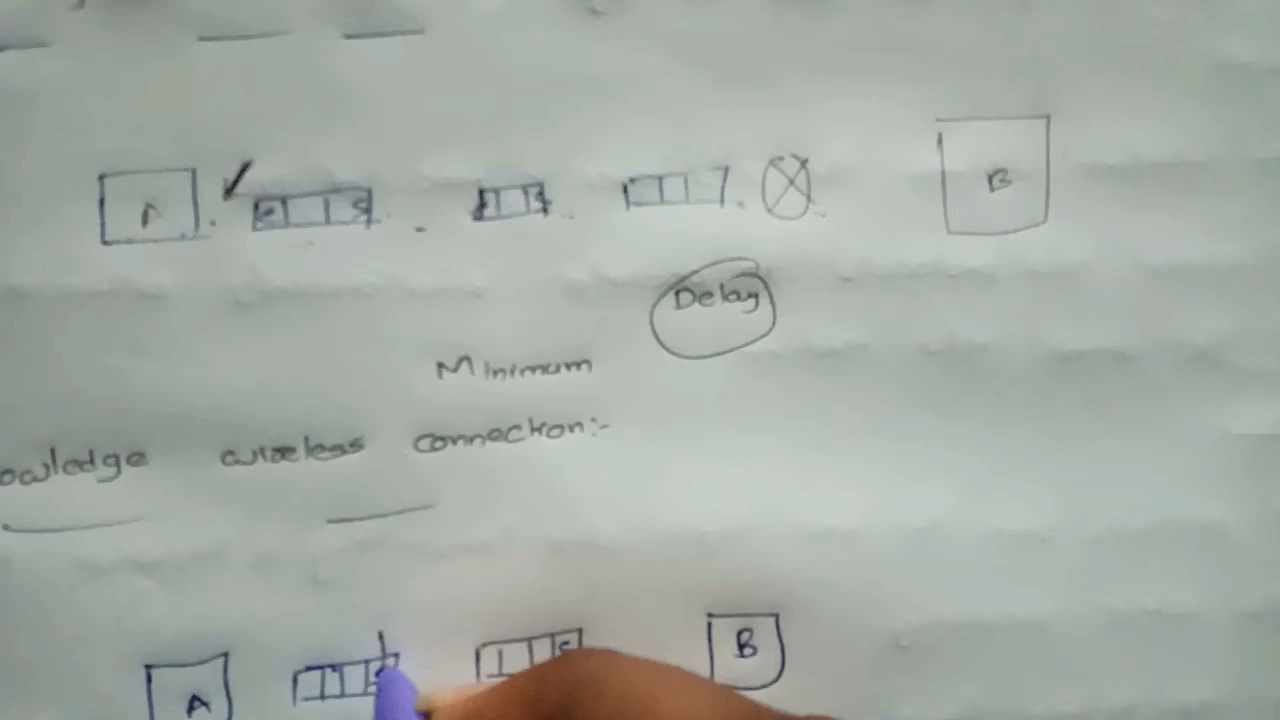 A B
Delay
Minimum
owledge wireless connection:-
A B